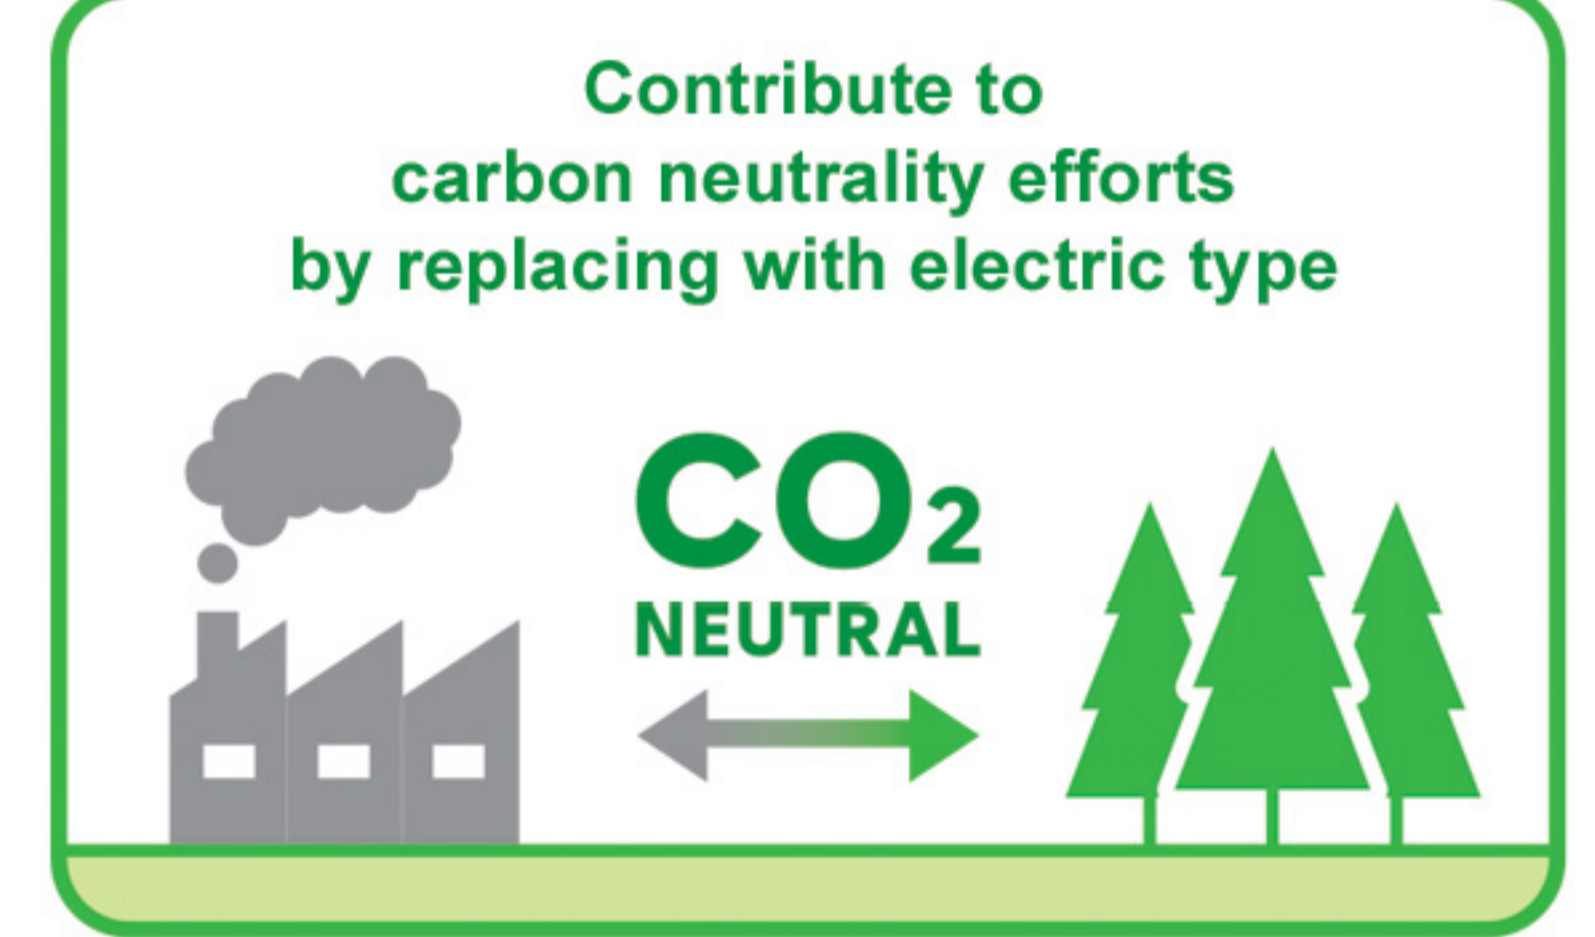 Contribute to
carbon neutrality efforts
by replacing with electric type
CO₂
NEUTRAL